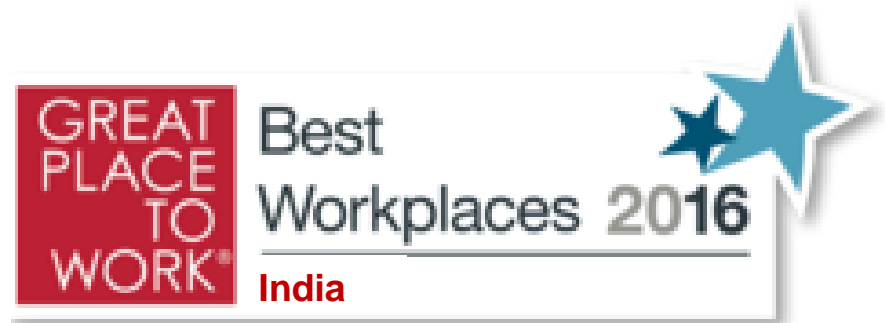 GREAT
PLACE
TO
WORK®
Best
Workplaces 2016
India